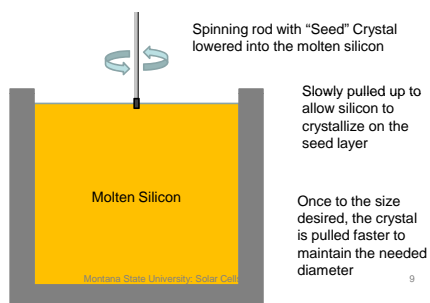 Spinning rod with “Seed” Crystal
lowered into the molten silicon
Slowly pulled up to
allow silicon to
crystallize on the
seed layer
Molten Silicon
Once to the size
desired, the crystal
is pulled faster to
maintain the needed
diameter
Montana State University: Solar Cells
9